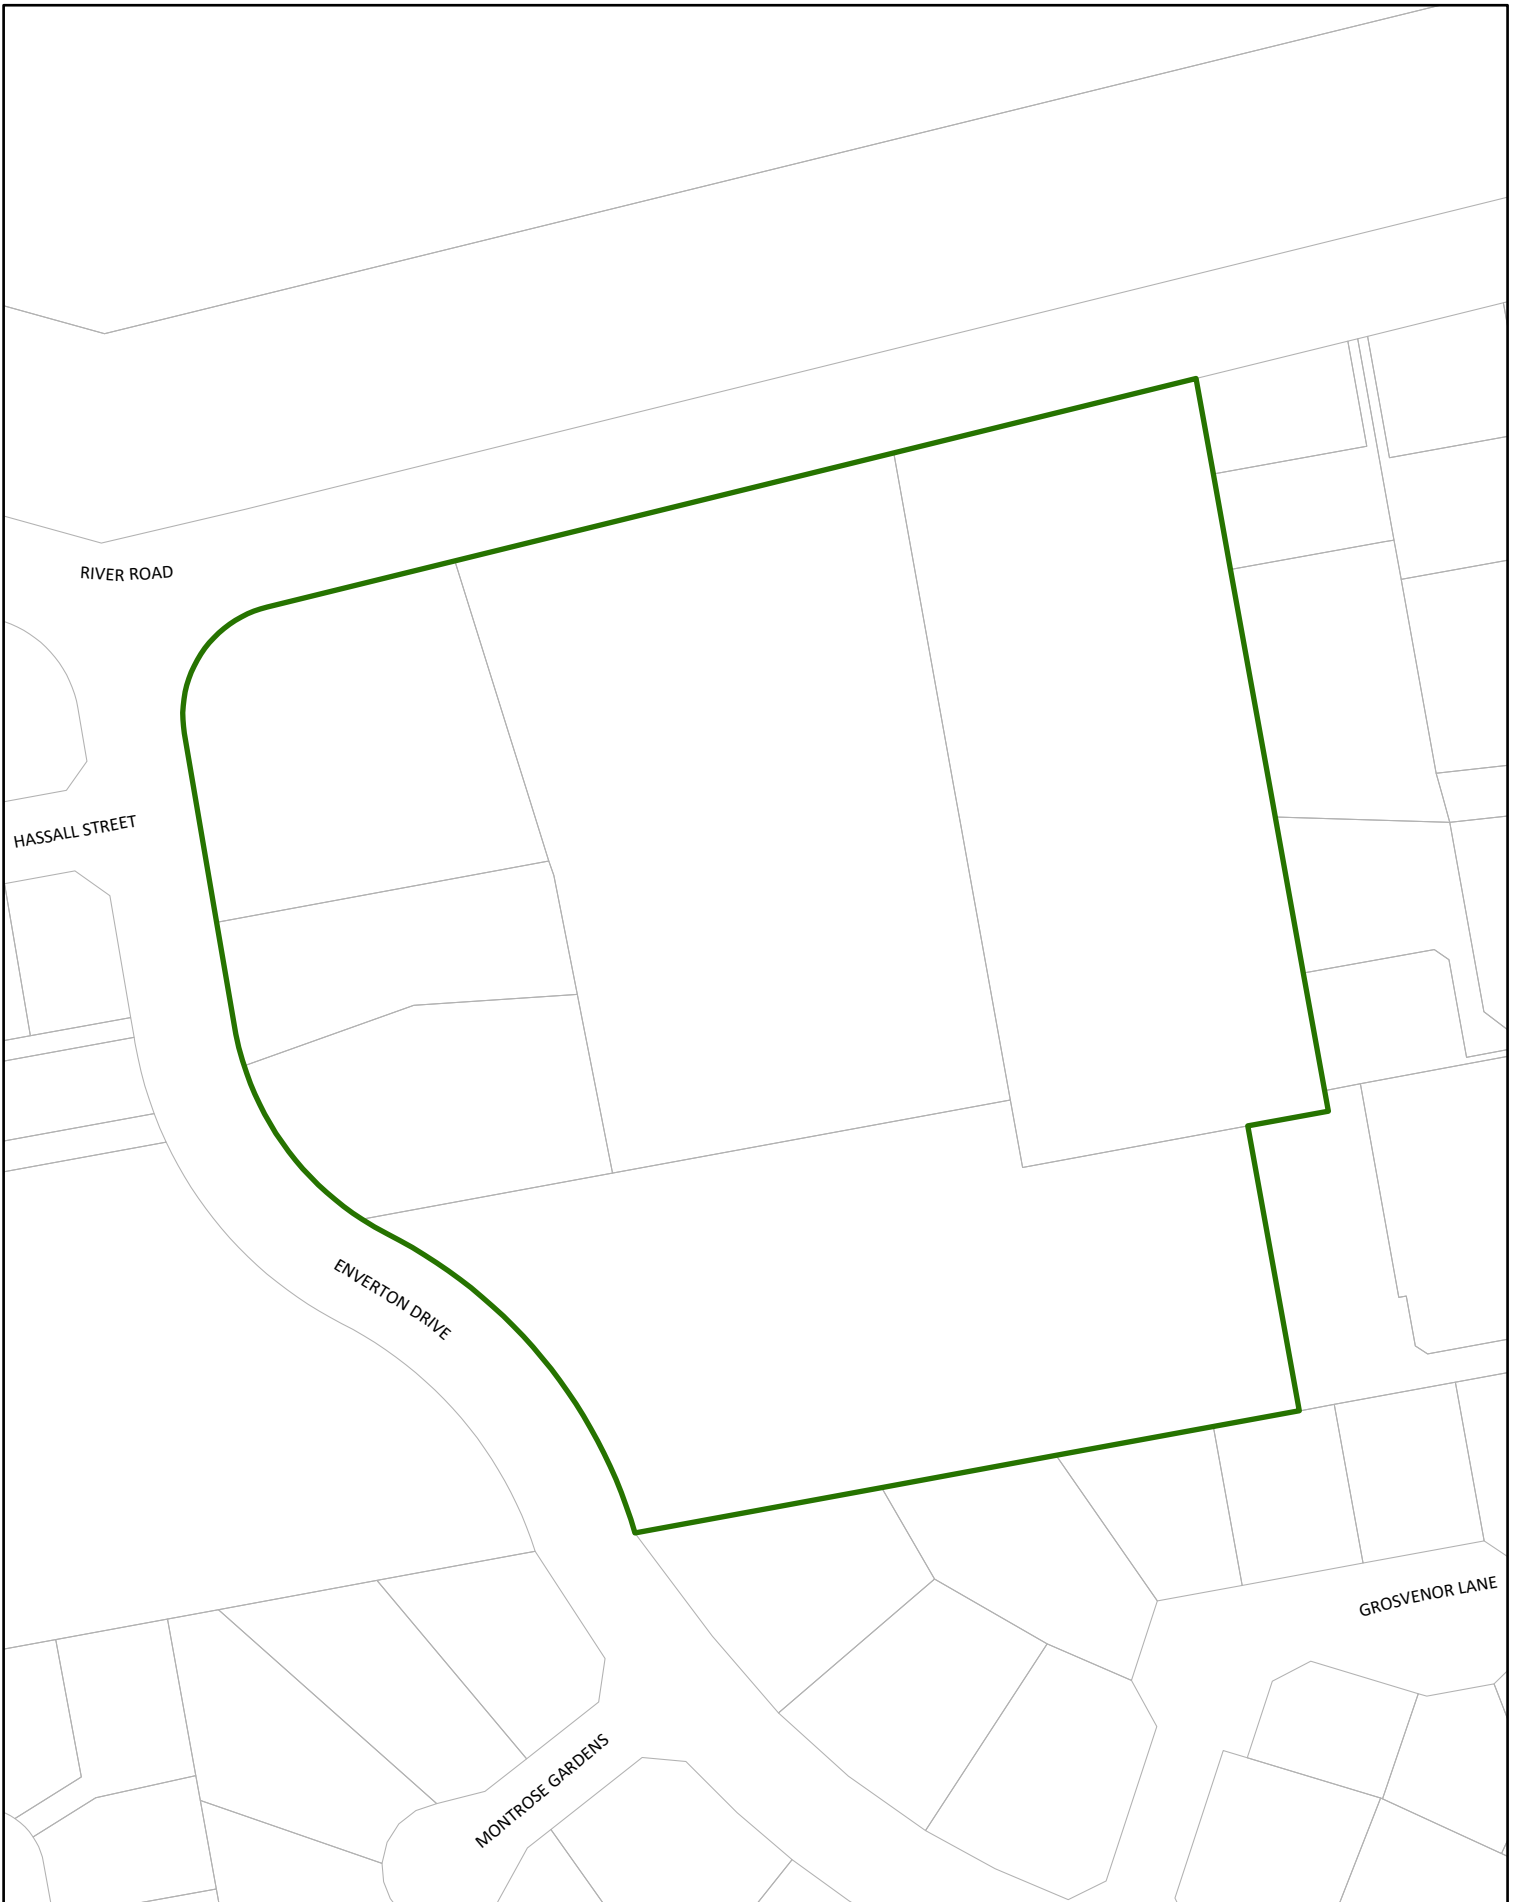 RIVER ROAD
HASSALL STREET
ENVERTON DRIVE
GROSVENOR LANE
MONTROSE GARDENS